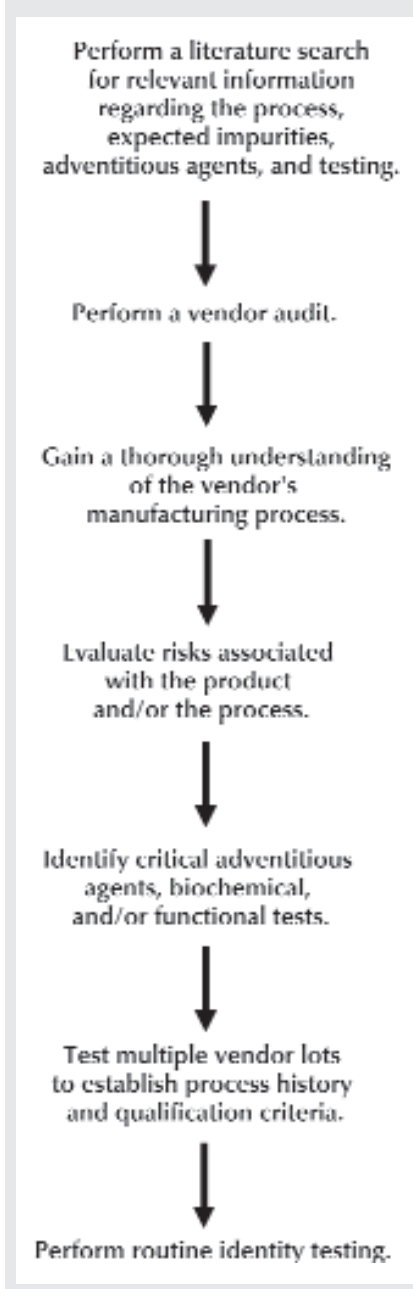 Perform a literature search
for relevant information
regarding the process,
expected impurities,
adventitious agents, and testing.
Perform a vendor audit.
Gain a thorough understanding
of the vendor's
manufacturing process.
Evaluate risks associated
with the product
and/or the process.
Identify critical adventitious
agents, biochemical,
and/or functional tests.
Test multiple vendor lots
to establish process history
and qualification criteria.
Perform routine identity testing.